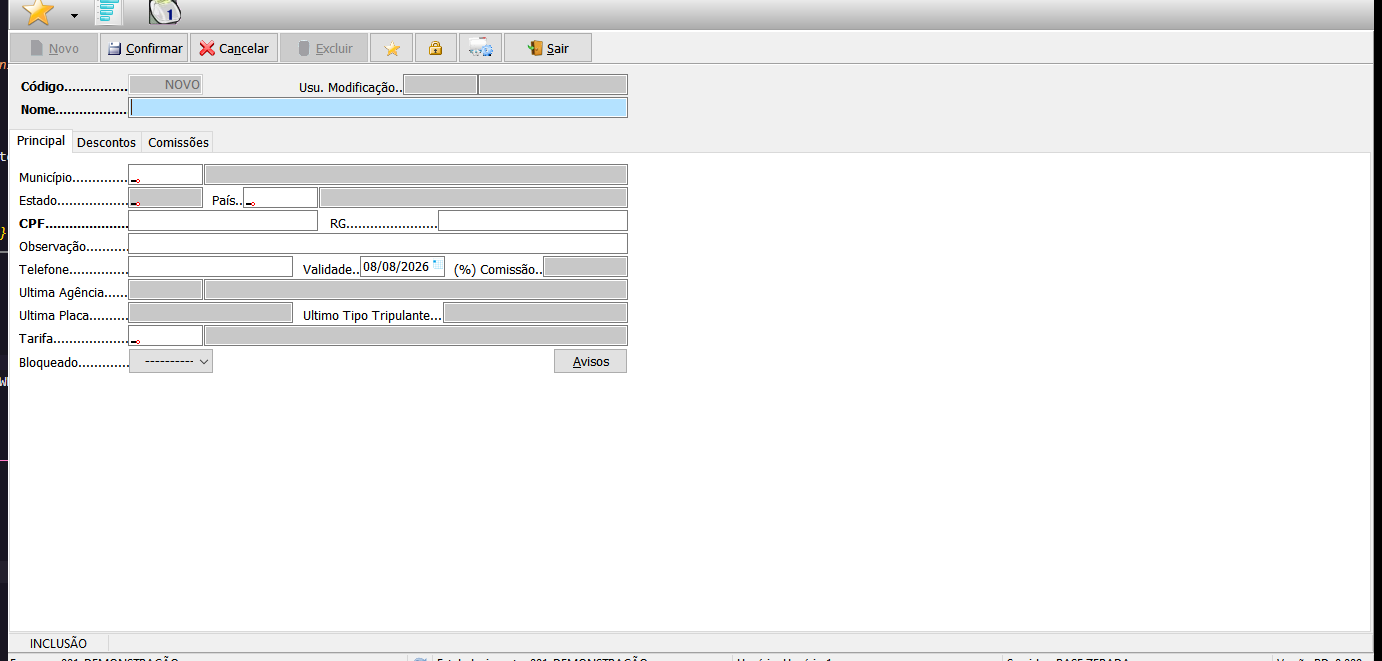 1
Novo Confirmar Cancelar Excluir Sair
Código................ NOVO Usu. Modificação..
Nome..................
Principal Descontos Comissões
Município.............
Estado................. País..
CPF..................... RG.......................
Observação..........
Telefone............... Validade.. 08/08/2026 (%) Comissão..
Ultima Agência......
Ultima Placa.......... Ultimo Tipo Tripulante...
Tarifa...................
Bloqueado............. ---------- Avisos
INCLUSÃO